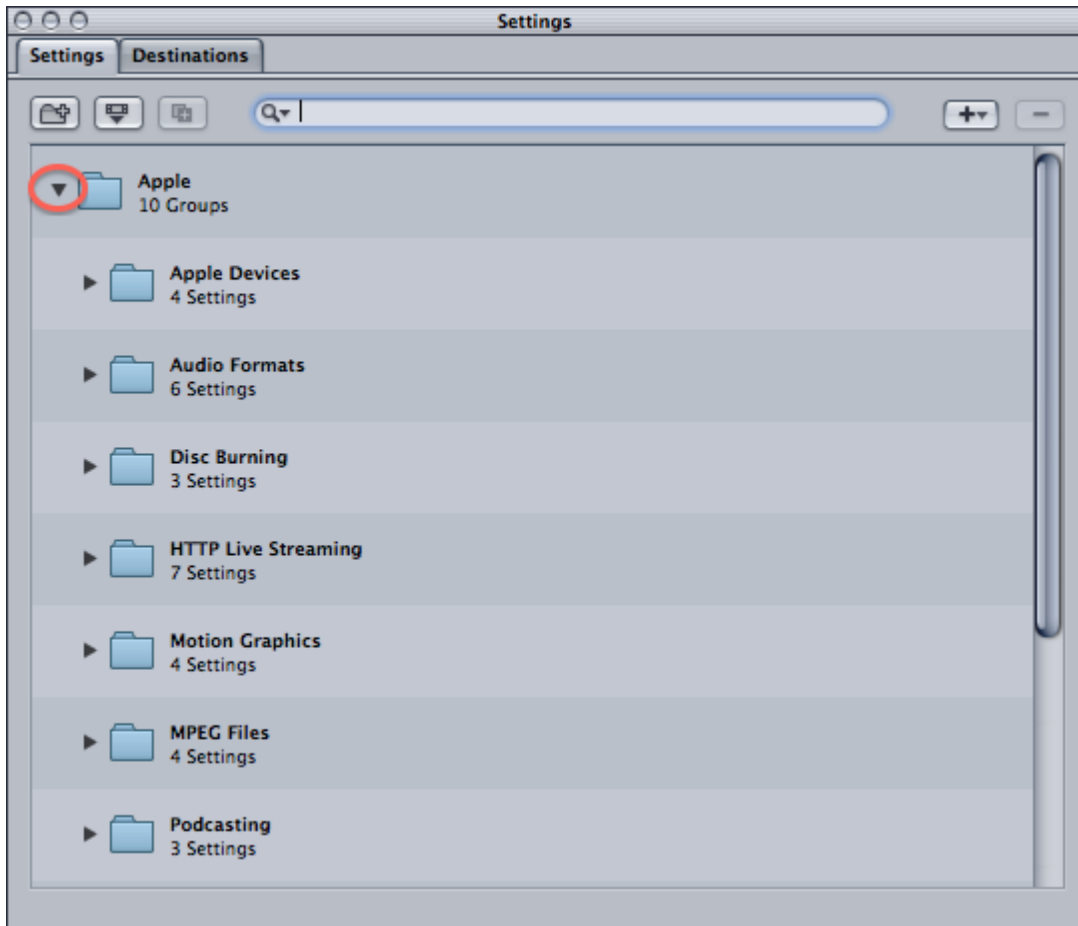 Settings
Settings Destinations
Apple
10 Groups
Apple Devices
4 Settings
Audio Formats
6 Settings
Disc Burning
3 Settings
HTTP Live Streaming
7 Settings
Motion Graphics
4 Settings
MPEG Files
4 Settings
Podcasting
3 Settings